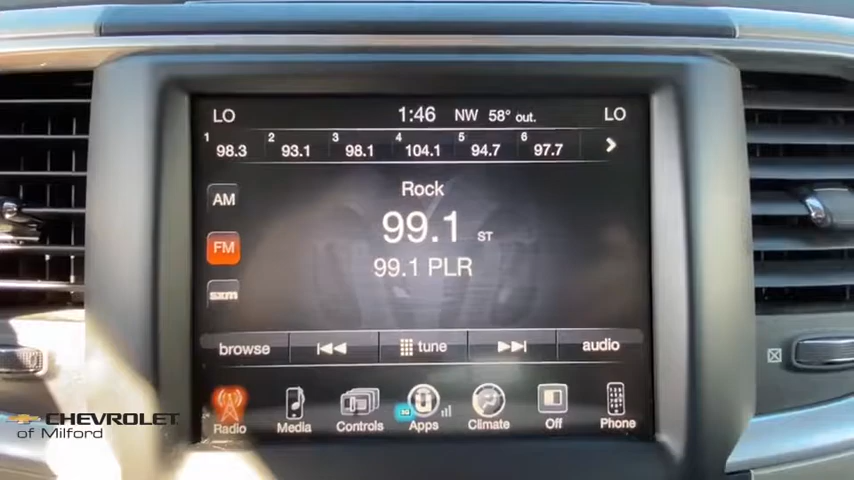 LO 1:46 NW 58° out. LO
1 98.3 2 93.1 3 98.1 4 104.1 5 94.7 6 97.7
AM
Rock
99.1 ST
FM
99.1 PLR
sxm
browse tune audio
Radio Media Controls 3G Apps Climate Off Phone
CHEVROLET
of Milford